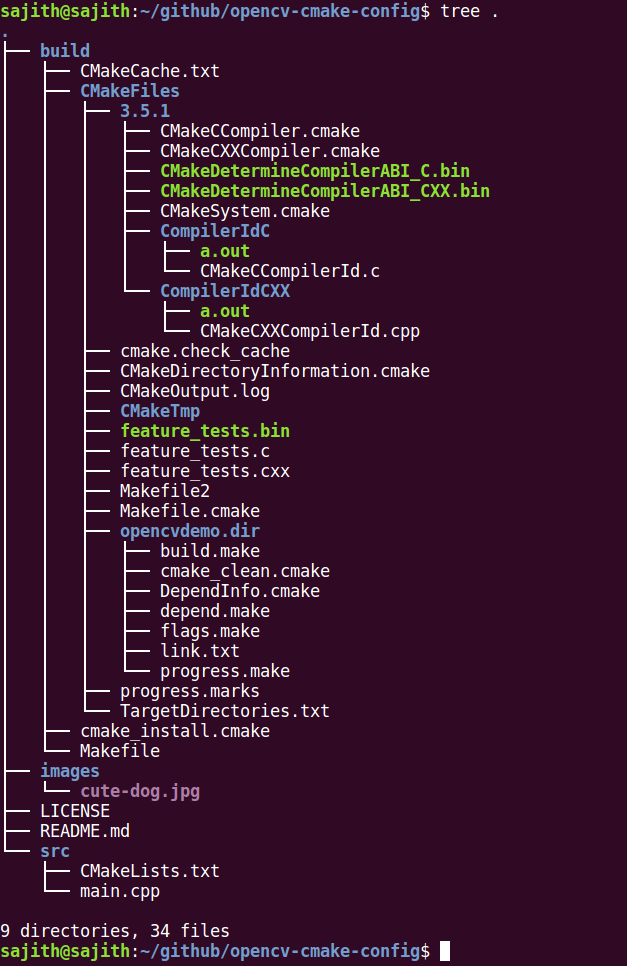 sajith@sajith:~/github/opencv-cmake-config$ tree .
.
├── build
│   ├── CMakeCache.txt
│   ├── CMakeFiles
│   │   ├── 3.5.1
│   │   │   ├── CMakeCCompiler.cmake
│   │   │   ├── CMakeCXXCompiler.cmake
│   │   │   ├── CMakeDetermineCompilerABI_C.bin
│   │   │   ├── CMakeDetermineCompilerABI_CXX.bin
│   │   │   ├── CMakeSystem.cmake
│   │   │   ├── CompilerIdC
│   │   │   │   ├── a.out
│   │   │   │   └── CMakeCCompilerId.c
│   │   │   └── CompilerIdCXX
│   │   │       ├── a.out
│   │   │       └── CMakeCXXCompilerId.cpp
│   │   ├── cmake.check_cache
│   │   ├── CMakeDirectoryInformation.cmake
│   │   ├── CMakeOutput.log
│   │   ├── CMakeTmp
│   │   ├── feature_tests.bin
│   │   ├── feature_tests.c
│   │   ├── feature_tests.cxx
│   │   ├── Makefile2
│   │   ├── Makefile.cmake
│   │   ├── opencvdemo.dir
│   │   │   ├── build.make
│   │   │   ├── cmake_clean.cmake
│   │   │   ├── DependInfo.cmake
│   │   │   ├── depend.make
│   │   │   ├── flags.make
│   │   │   ├── link.txt
│   │   │   └── progress.make
│   │   ├── progress.marks
│   │   └── TargetDirectories.txt
│   ├── cmake_install.cmake
│   └── Makefile
├── images
│   └── cute-dog.jpg
├── LICENSE
├── README.md
└── src
    ├── CMakeLists.txt
    └── main.cpp

9 directories, 34 files
sajith@sajith:~/github/opencv-cmake-config$